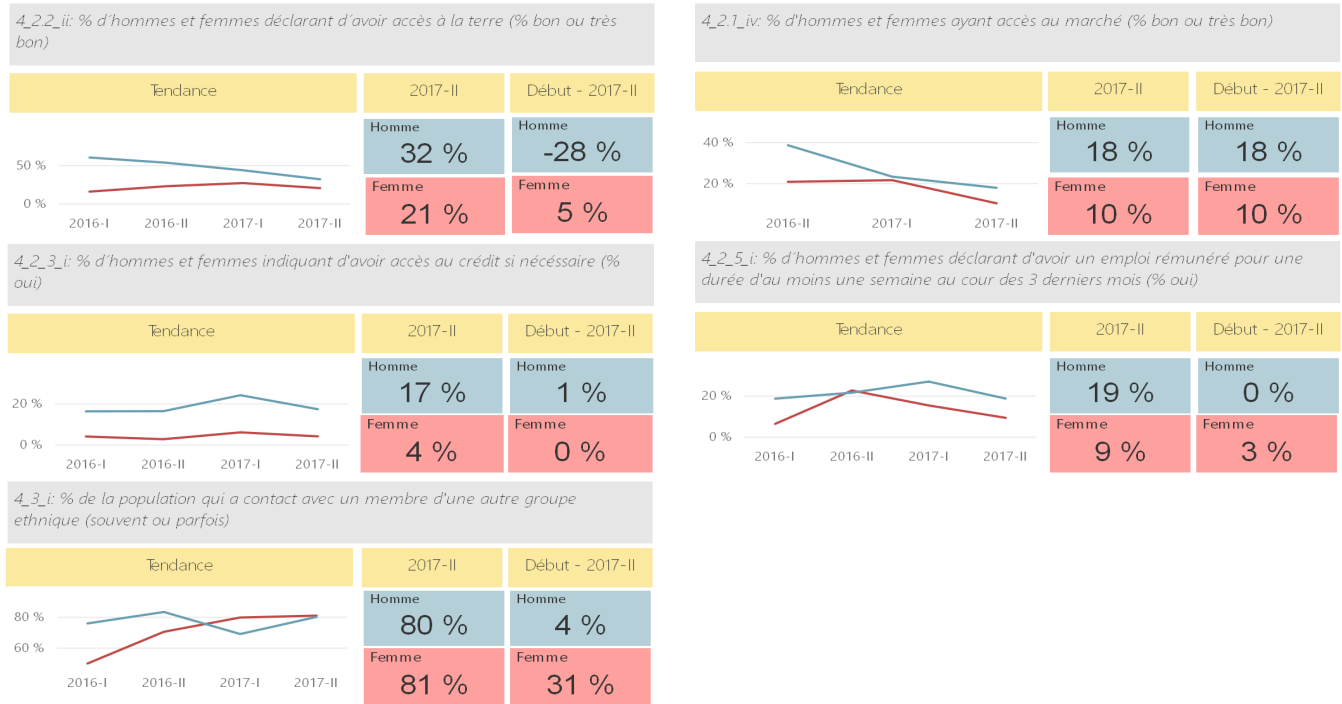 4_2.2_ii: % d´hommes et femmes déclarant d´avoir accès à la terre (% bon ou très
bon)
Tendance
2017-II
Début - 2017-II
50 %
0 %
2016-I
2016-II
2017-I
2017-II
Homme
32 %
Homme
-28 %
Femme
21 %
Femme
5 %
4_2.1_iv: % d'hommes et femmes ayant accès au marché (% bon ou très bon)
Tendance
2017-II
Début - 2017-II
40 %
20 %
2016-II
2017-I
2017-II
Homme
18 %
Homme
18 %
Femme
10 %
Femme
10 %
4_2_3_i: % d´hommes et femmes indiquant d'avoir accès au crédit si nécéssaire (%
oui)
Tendance
2017-II
Début - 2017-II
20 %
0 %
2016-I
2016-II
2017-I
2017-II
Homme
17 %
Homme
1 %
Femme
4 %
Femme
0 %
4_2_5_i: % d´hommes et femmes déclarant d'avoir un emploi rémunéré pour une
durée d'au moins une semaine au cour des 3 derniers mois (% oui)
Tendance
2017-II
Début - 2017-II
20 %
0 %
2016-I
2016-II
2017-I
2017-II
Homme
19 %
Homme
0 %
Femme
9 %
Femme
3 %
4_3_i: % de la population qui a contact avec un membre d'une autre groupe
ethnique (souvent ou parfois)
Tendance
2017-II
Début - 2017-II
80 %
60 %
2016-I
2016-II
2017-I
2017-II
Homme
80 %
Homme
4 %
Femme
81 %
Femme
31 %